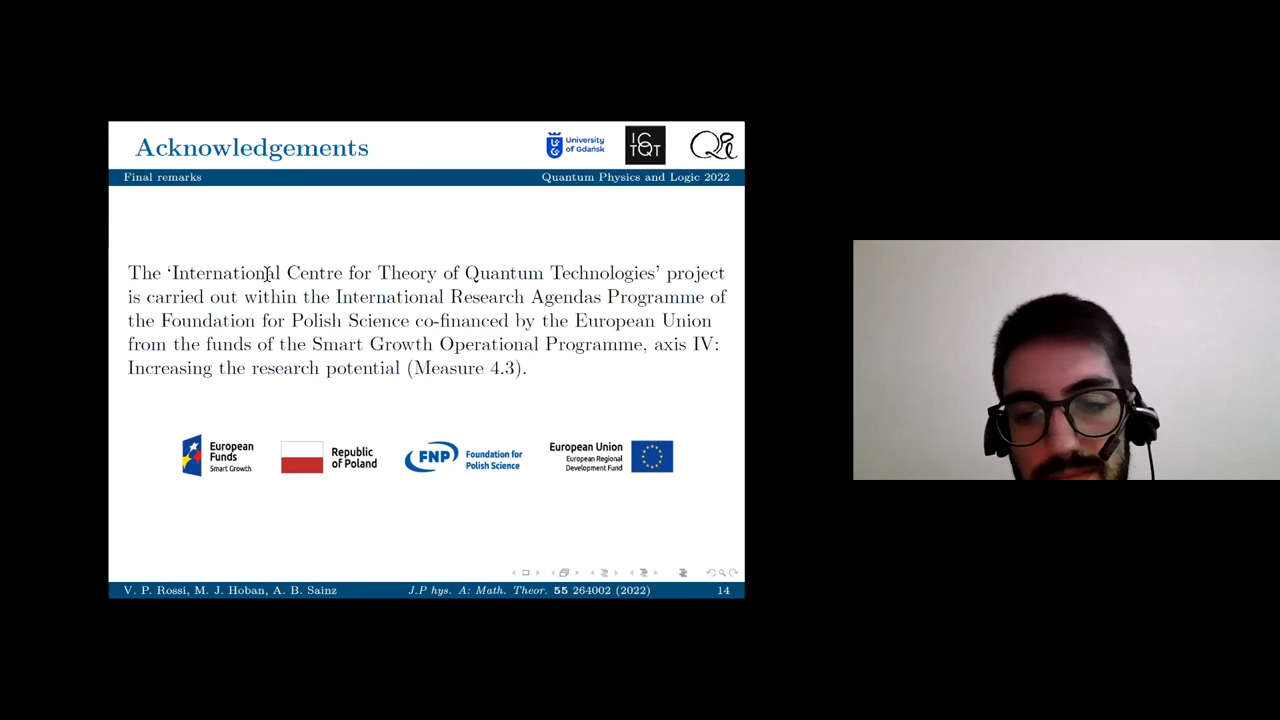 Acknowledgements
University
of Gdańsk
IC
TQT
Final remarks
Quantum Physics and Logic 2022
The ‘International Centre for Theory of Quantum Technologies’ project
is carried out within the International Research Agendas Programme of
the Foundation for Polish Science co-financed by the European Union
from the funds of the Smart Growth Operational Programme, axis IV:
Increasing the research potential (Measure 4.3).
European
Funds
Smart Growth
Republic
of Poland
FNP
Foundation for
Polish Science
European Union
European Regional
Development Fund
V. P. Rossi, M. J. Hoban, A. B. Sainz
J.P hys. A: Math. Theor. 55 264002 (2022)
14